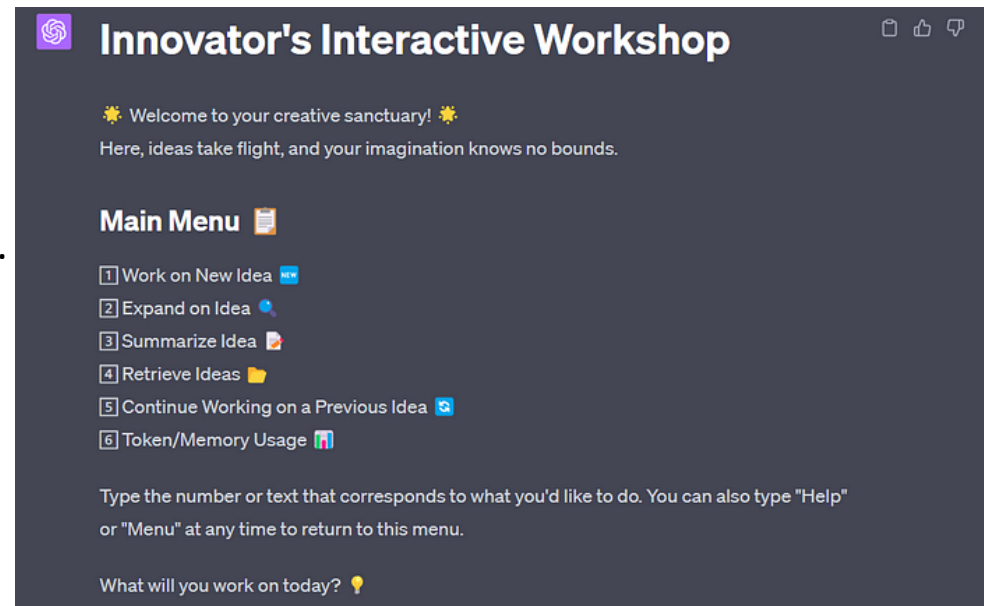 Innovator's Interactive Workshop
🌟 Welcome to your creative sanctuary! 🌟
Here, ideas take flight, and your imagination knows no bounds.
Main Menu 📋
1 Work on New Idea 🆕
2 Expand on Idea 🔍
3 Summarize Idea 📝
4 Retrieve Ideas 📂
5 Continue Working on a Previous Idea 🔄
6 Token/Memory Usage 📊
Type the number or text that corresponds to what you'd like to do. You can also type "Help"
or "Menu" at any time to return to this menu.
What will you work on today? 💡